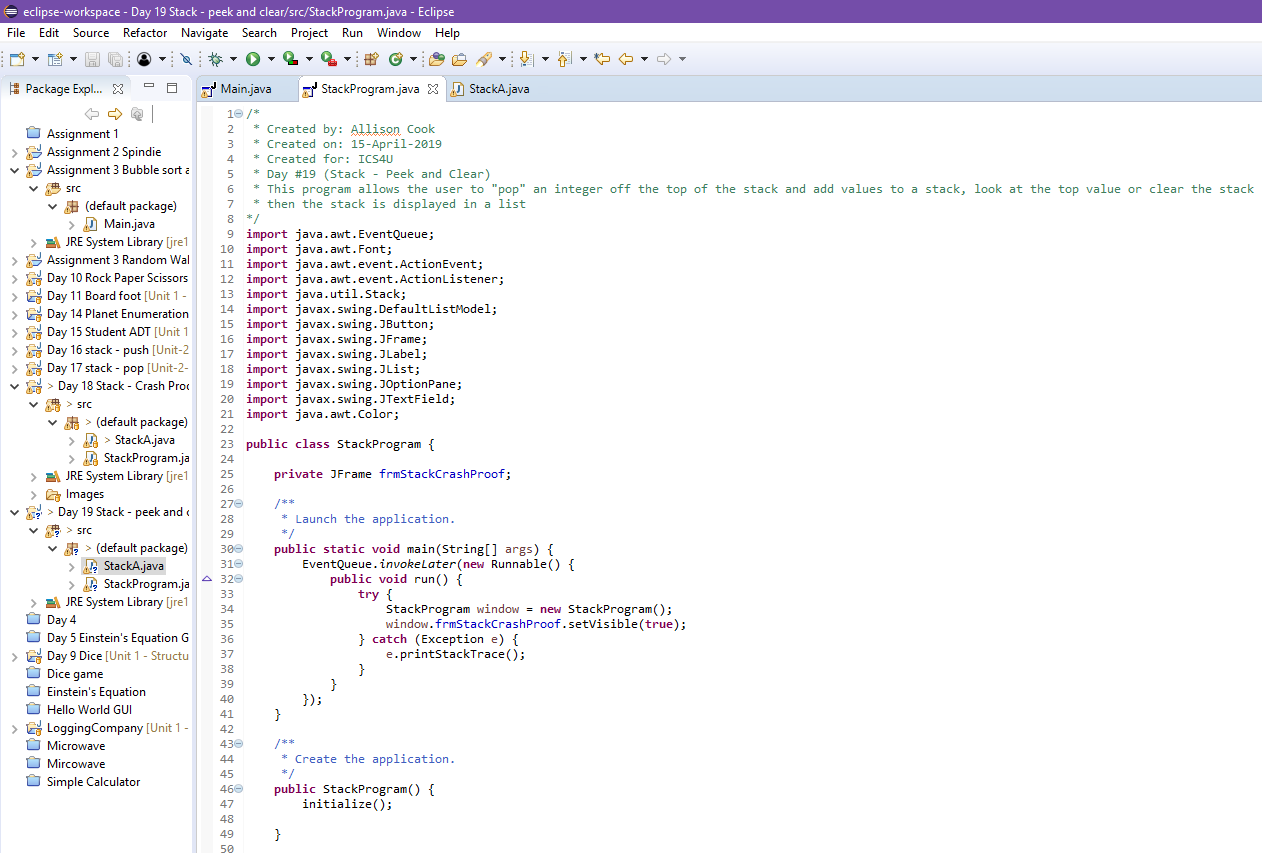 eclipse-workspace - Day 19 Stack - peek and clear/src/StackProgram.java - Eclipse
File Edit Source Refactor Navigate Search Project Run Window Help
Package Expl...
Main.java
StackProgram.java
StackA.java
Assignment 1
Assignment 2 Spindie
Assignment 3 Bubble sort a
src
(default package)
Main.java
JRE System Library [jre1
Assignment 3 Random Wal
Day 10 Rock Paper Scissors
Day 11 Board foot [Unit 1 -
Day 14 Planet Enumeration
Day 15 Student ADT [Unit 1
Day 16 stack - push [Unit-2
Day 17 stack - pop [Unit-2-
> Day 18 Stack - Crash Proo
> src
> (default package)
> StackA.java
StackProgram.ja
JRE System Library [jre1
Images
> Day 19 Stack - peek and c
> src
> (default package)
StackA.java
StackProgram.ja
JRE System Library [jre1
Day 4
Day 5 Einstein's Equation G
Day 9 Dice [Unit 1 - Structu
Dice game
Einstein's Equation
Hello World GUI
LoggingCompany [Unit 1 -
Microwave
Mircowave
Simple Calculator
1 /*
2 * Created by: Allison Cook
3 * Created on: 15-April-2019
4 * Created for: ICS4U
5 * Day #19 (Stack - Peek and Clear)
6 * This program allows the user to "pop" an integer off the top of the stack and add values to a stack, look at the top value or clear the stack
7 * then the stack is displayed in a list
8 */
9 import java.awt.EventQueue;
10 import java.awt.Font;
11 import java.awt.event.ActionEvent;
12 import java.awt.event.ActionListener;
13 import java.util.Stack;
14 import javax.swing.DefaultListModel;
15 import javax.swing.JButton;
16 import javax.swing.JFrame;
17 import javax.swing.JLabel;
18 import javax.swing.JList;
19 import javax.swing.JOptionPane;
20 import javax.swing.JTextField;
21 import java.awt.Color;
22
23 public class StackProgram {
24
25 private JFrame frmStackCrashProof;
26
27 /**
28 * Launch the application.
29 */
30 public static void main(String[] args) {
31 EventQueue.invokeLater(new Runnable() {
32 public void run() {
33 try {
34 StackProgram window = new StackProgram();
35 window.frmStackCrashProof.setVisible(true);
36 } catch (Exception e) {
37 e.printStackTrace();
38 }
39 }
40 });
41 }
42
43 /**
44 * Create the application.
45 */
46 public StackProgram() {
47 initialize();
48
49 }
50